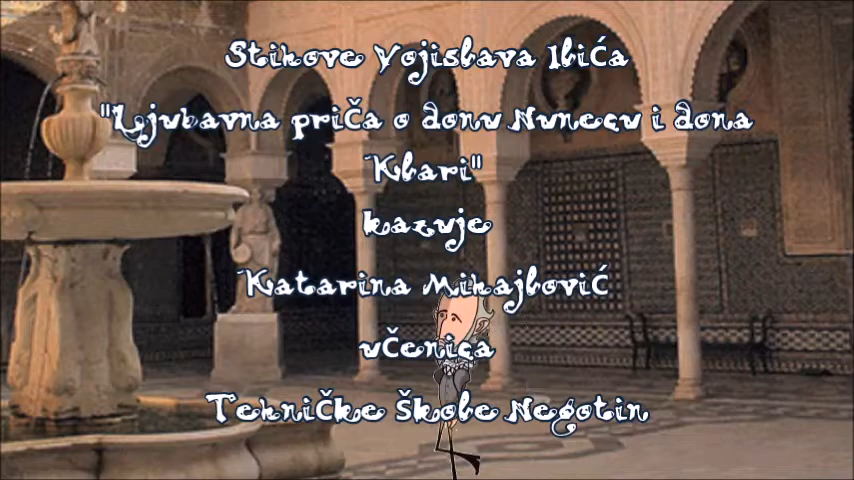 Stihove Vojislava Ilića
"Ljubavna priča o donu Nunecu i dona
Klari"
kazuje
Katarina Mihajlović
učenica
Tehničke Škole Negotin